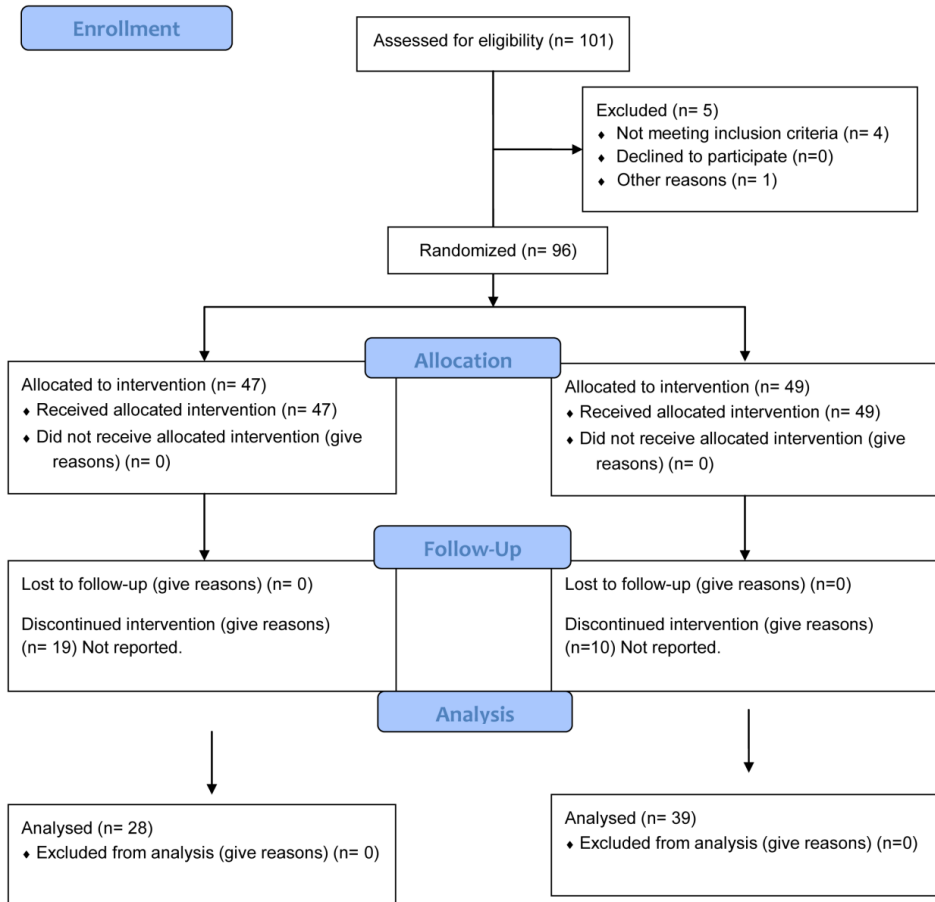 Enrollment
Assessed for eligibility (n= 101)
Excluded (n= 5)
♦ Not meeting inclusion criteria (n= 4)
♦ Declined to participate (n=0)
♦ Other reasons (n= 1)
Randomized (n= 96)
Allocation
Allocated to intervention (n= 47)
♦ Received allocated intervention (n= 47)
♦ Did not receive allocated intervention (give
reasons) (n= 0)
Allocated to intervention (n= 49)
♦ Received allocated intervention (n= 49)
♦ Did not receive allocated intervention (give
reasons) (n= 0)
Follow-Up
Lost to follow-up (give reasons) (n= 0)
Discontinued intervention (give reasons)
(n= 19) Not reported.
Lost to follow-up (give reasons) (n=0)
Discontinued intervention (give reasons)
(n=10) Not reported.
Analysis
Analysed (n= 28)
♦ Excluded from analysis (give reasons) (n= 0)
Analysed (n= 39)
♦ Excluded from analysis (give reasons) (n=0)